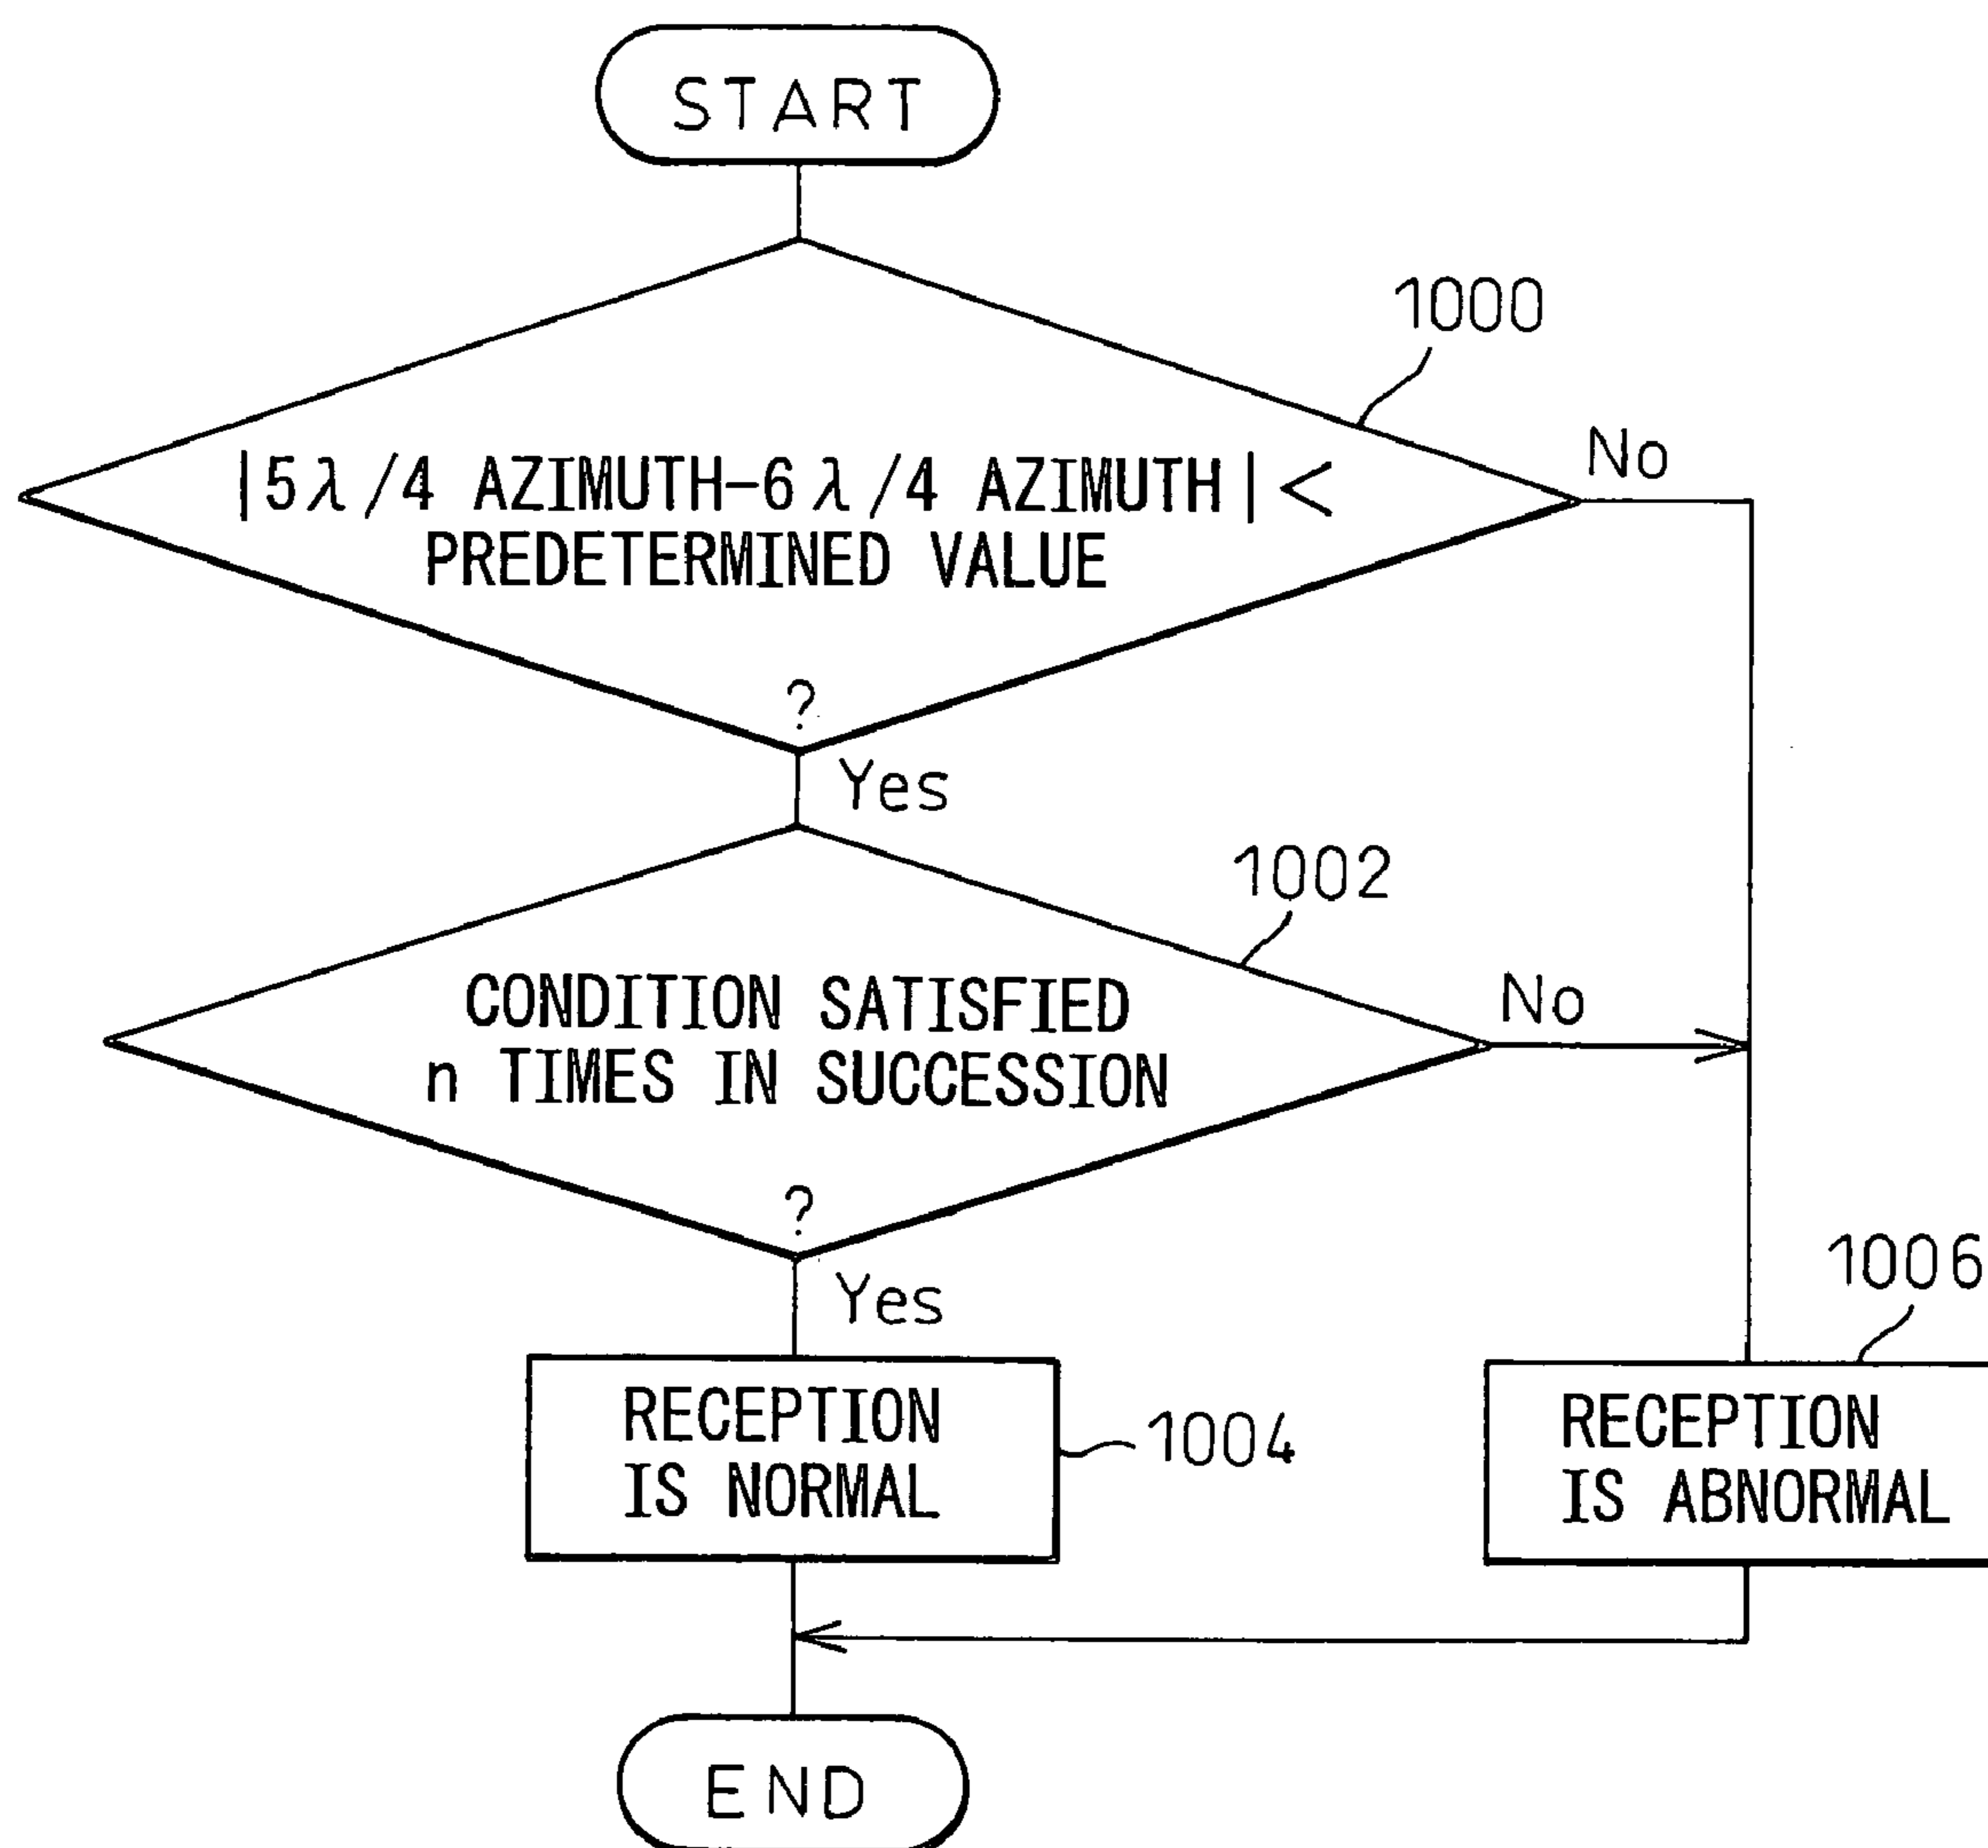 START
1000
No
|5λ/4 AZIMUTH−6λ/4 AZIMUTH|<
PREDETERMINED VALUE
?
Yes
1002
No
CONDITION SATISFIED
n TIMES IN SUCCESSION
?
Yes
1006
RECEPTION
IS NORMAL
1004
RECEPTION
IS ABNORMAL
END